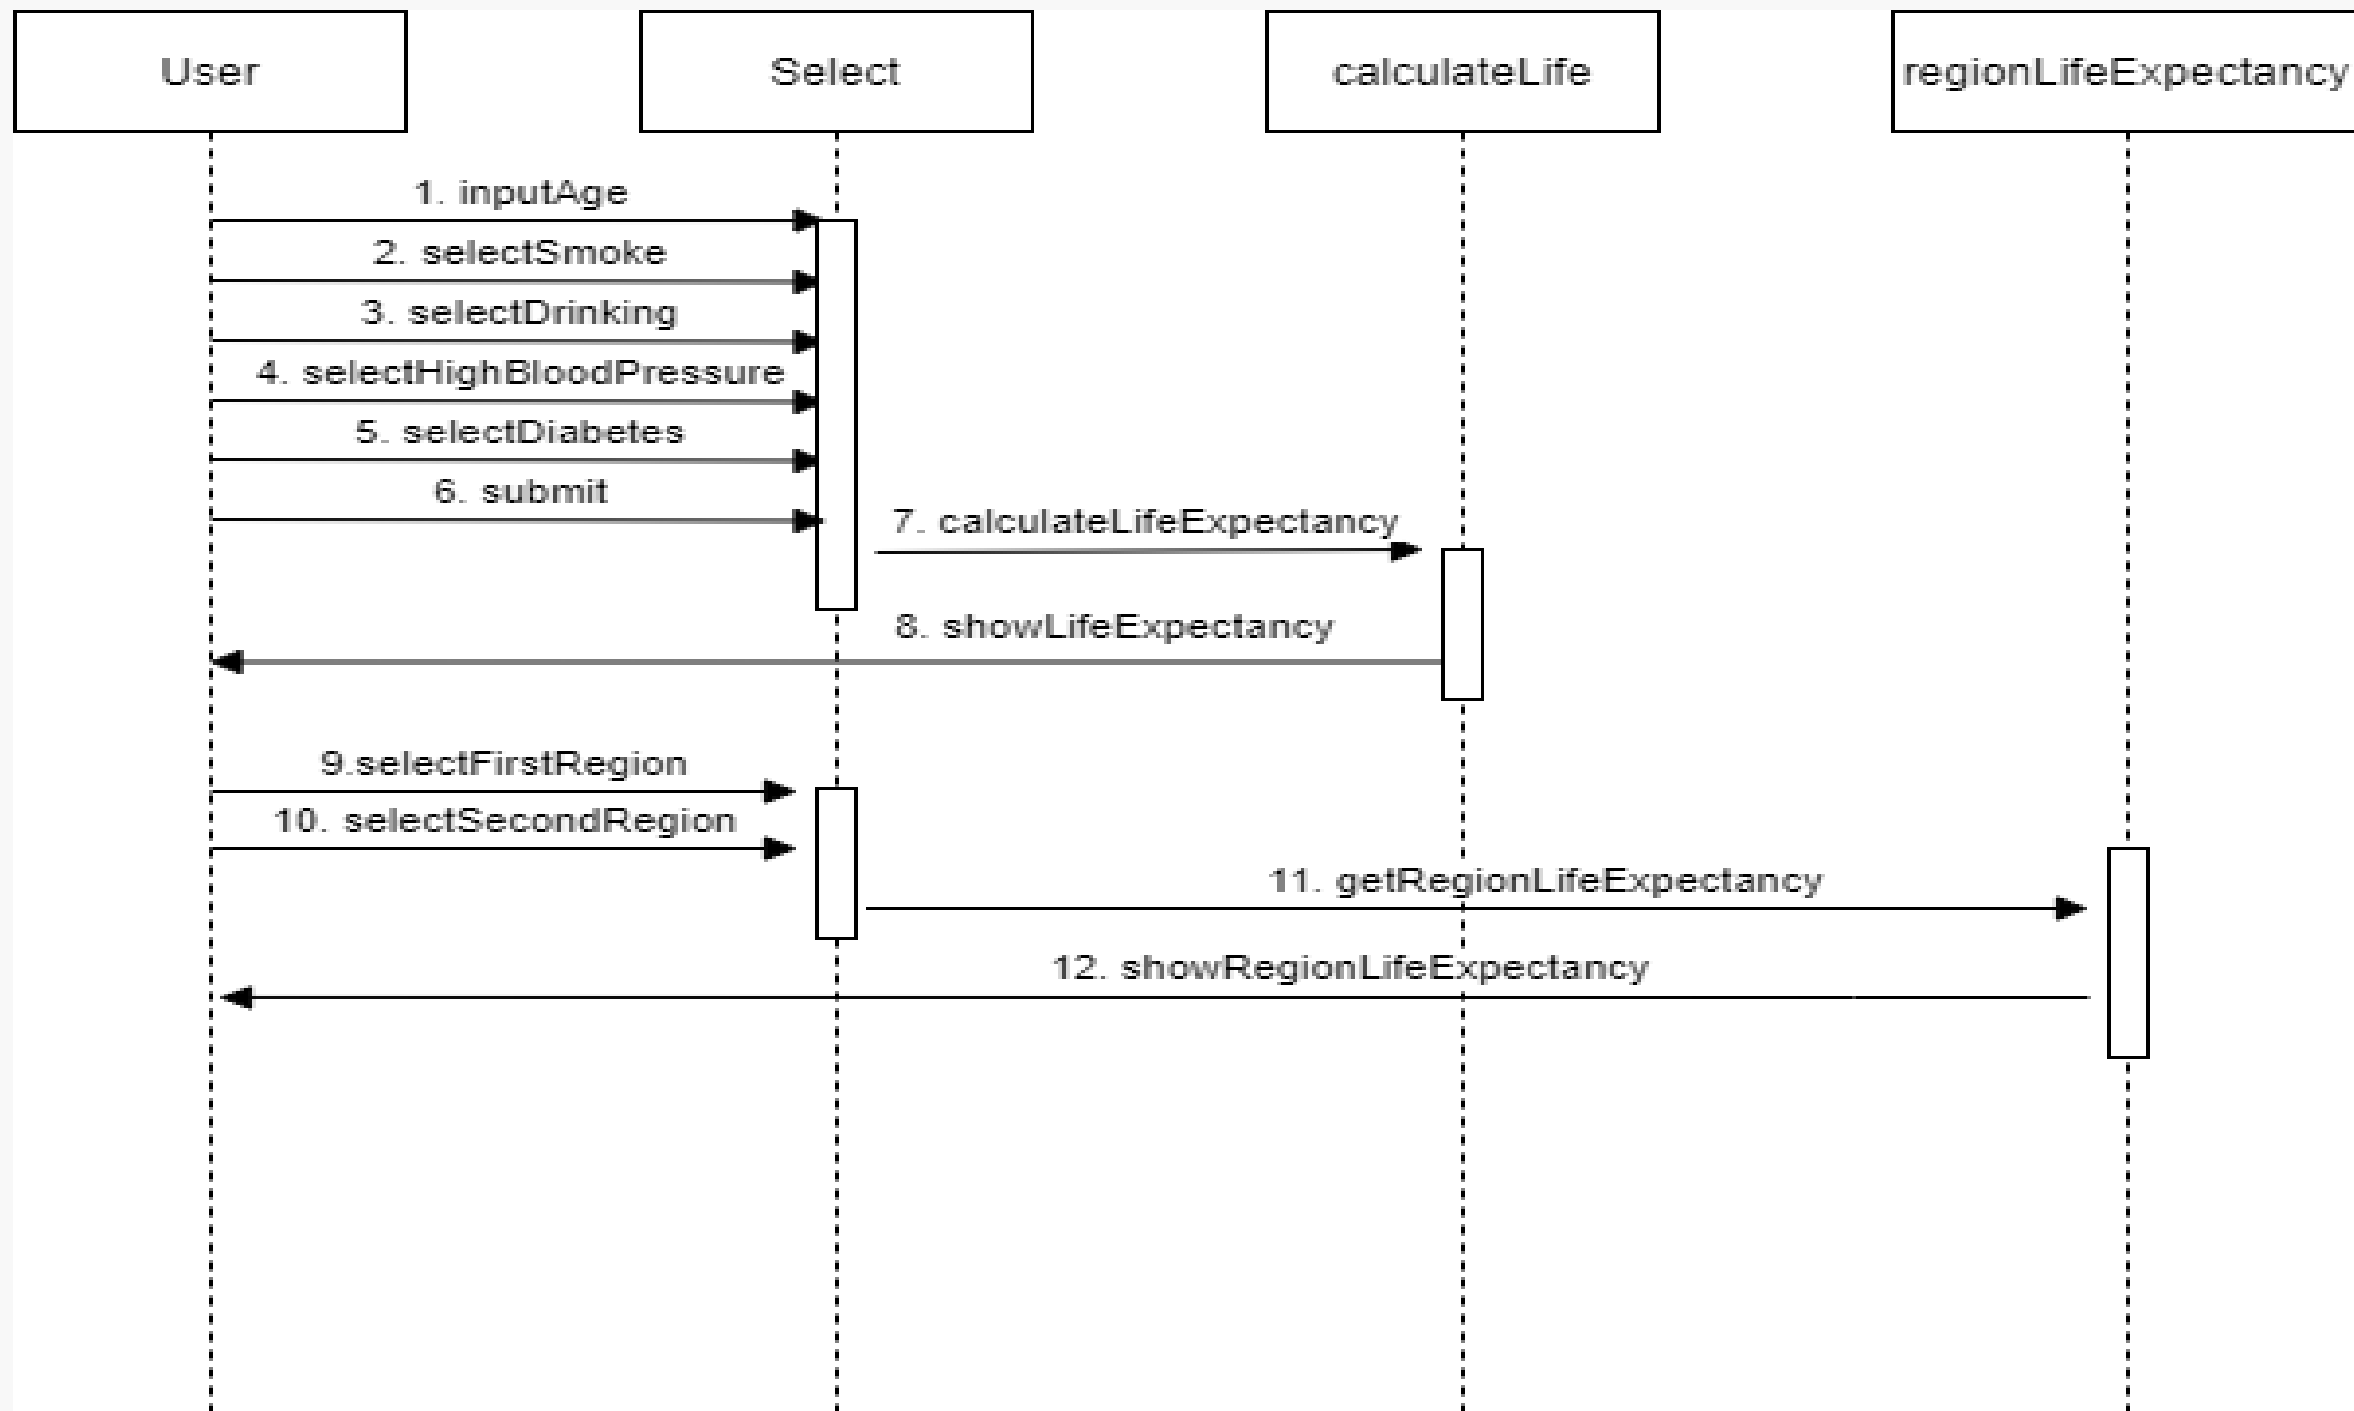 User
Select
calculateLife
regionLifeExpectancy
1. inputAge
2. selectSmoke
3. selectDrinking
4. selectHighBloodPressure
5. selectDiabetes
6. submit
7. calculateLifeExpectancy
8. showLifeExpectancy
9.selectFirstRegion
10. selectSecondRegion
11. getRegionLifeExpectancy
12. showRegionLifeExpectancy